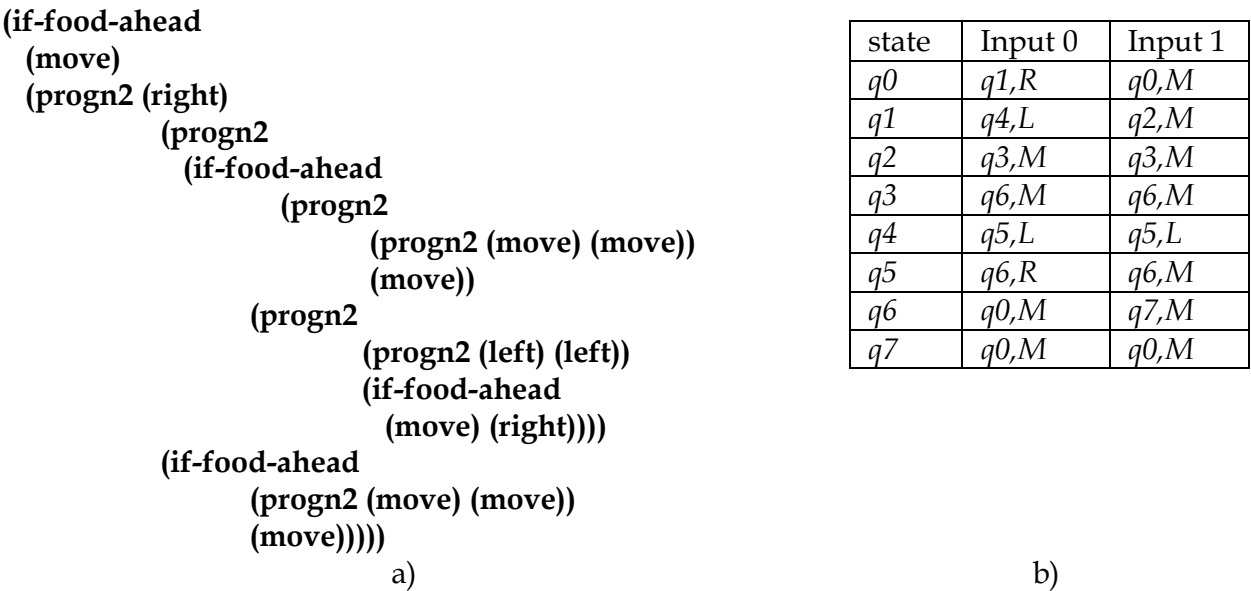 (if-food-ahead
(move)
(progn2 (right)
(progn2
(if-food-ahead
(progn2
(progn2 (move) (move))
(move))
(progn2
(progn2 (left) (left))
(if-food-ahead
(move) (right))))
(if-food-ahead
(progn2 (move) (move))
(move)))))
a)
state Input 0 Input 1
q0 q1,R q0,M
q1 q4,L q2,M
q2 q3,M q3,M
q3 q6,M q6,M
q4 q5,L q5,L
q5 q6,R q6,M
q6 q0,M q7,M
q7 q0,M q0,M
b)